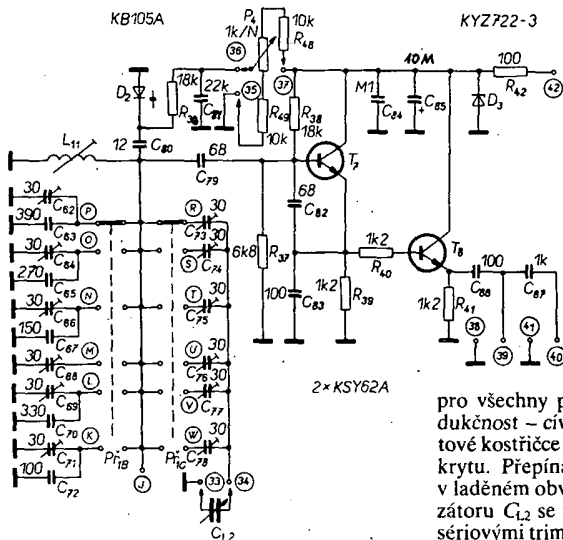 KB105A
KYZ722-3
P4
1k/N
36
10k
R48
37
D2
18k
R36
22k
C81
35
R49
10k
R38
18k
10M
M1
C84
C85
D3
100
R42
42
12
C80
L11
68
C79
T7
68
C82
6k8
R37
100
C83
1k2
R39
1k2
R40
T8
1k2
R41
100
C86
1k
C87
38
39
41
40
2×KSY62A
30
C62
P
390
C63
30
C64
O
270
C65
30
C66
N
150
C67
30
C68
M
30
C69
L
330
C70
30
C71
K
100
C72
Př1B
J
Př1C
R
30
C73
30
S
C74
30
T
C75
U
30
C76
V
30
C77
W
30
C78
33
34
CL2
pro všechny p
dukčnost – cív
tové kostřičce
krytu. Přepína
v laděném obv
zátoru CL2 se
sériovými trim